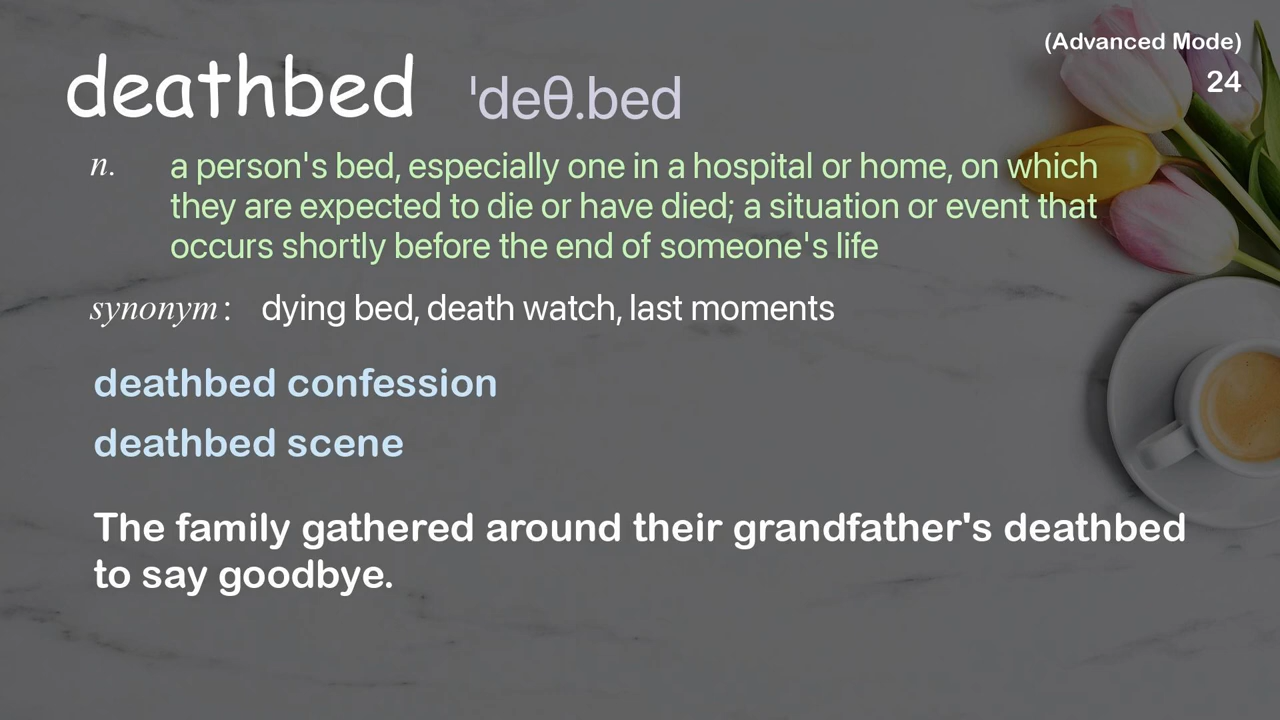 (Advanced Mode)
24
deathbed ˈdeθ.bed
n. a person's bed, especially one in a hospital or home, on which
they are expected to die or have died; a situation or event that
occurs shortly before the end of someone's life
synonym: dying bed, death watch, last moments
deathbed confession
deathbed scene
The family gathered around their grandfather's deathbed
to say goodbye.